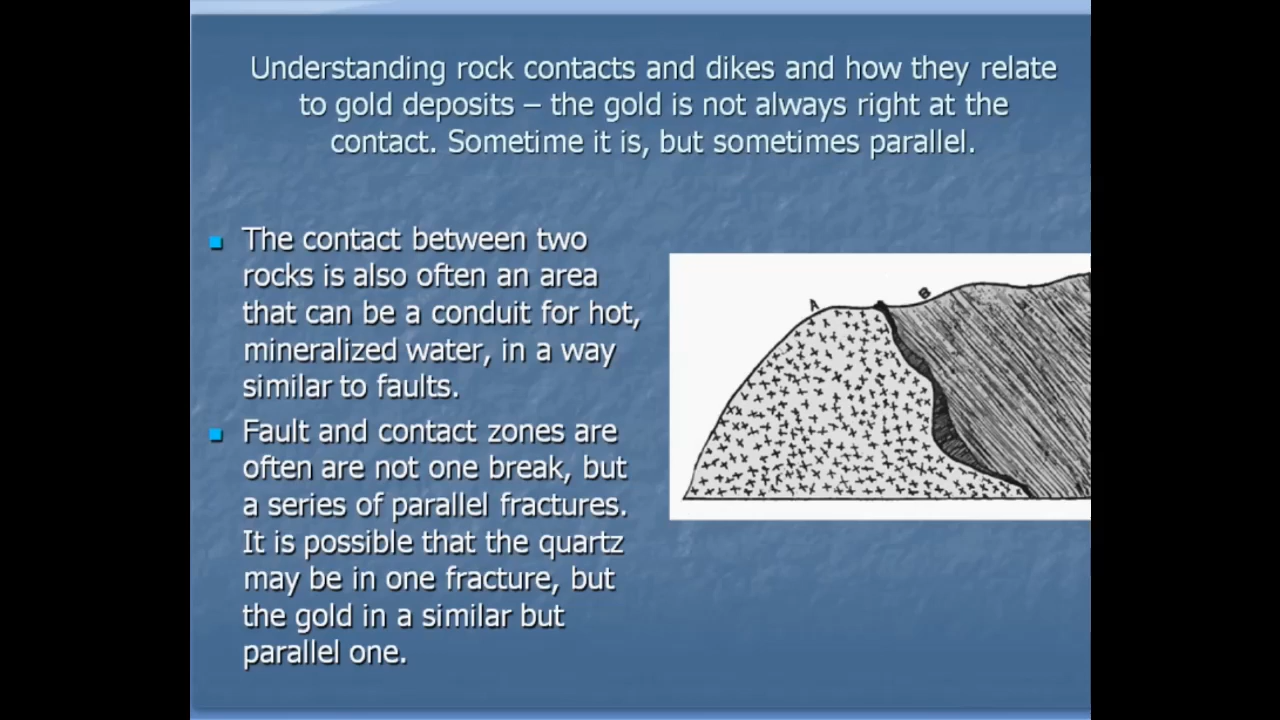 Understanding rock contacts and dikes and how they relate
to gold deposits – the gold is not always right at the
contact. Sometime it is, but sometimes parallel.
The contact between two
rocks is also often an area
that can be a conduit for hot,
mineralized water, in a way
similar to faults.
Fault and contact zones are
often are not one break, but
a series of parallel fractures.
It is possible that the quartz
may be in one fracture, but
the gold in a similar but
parallel one.
A
B